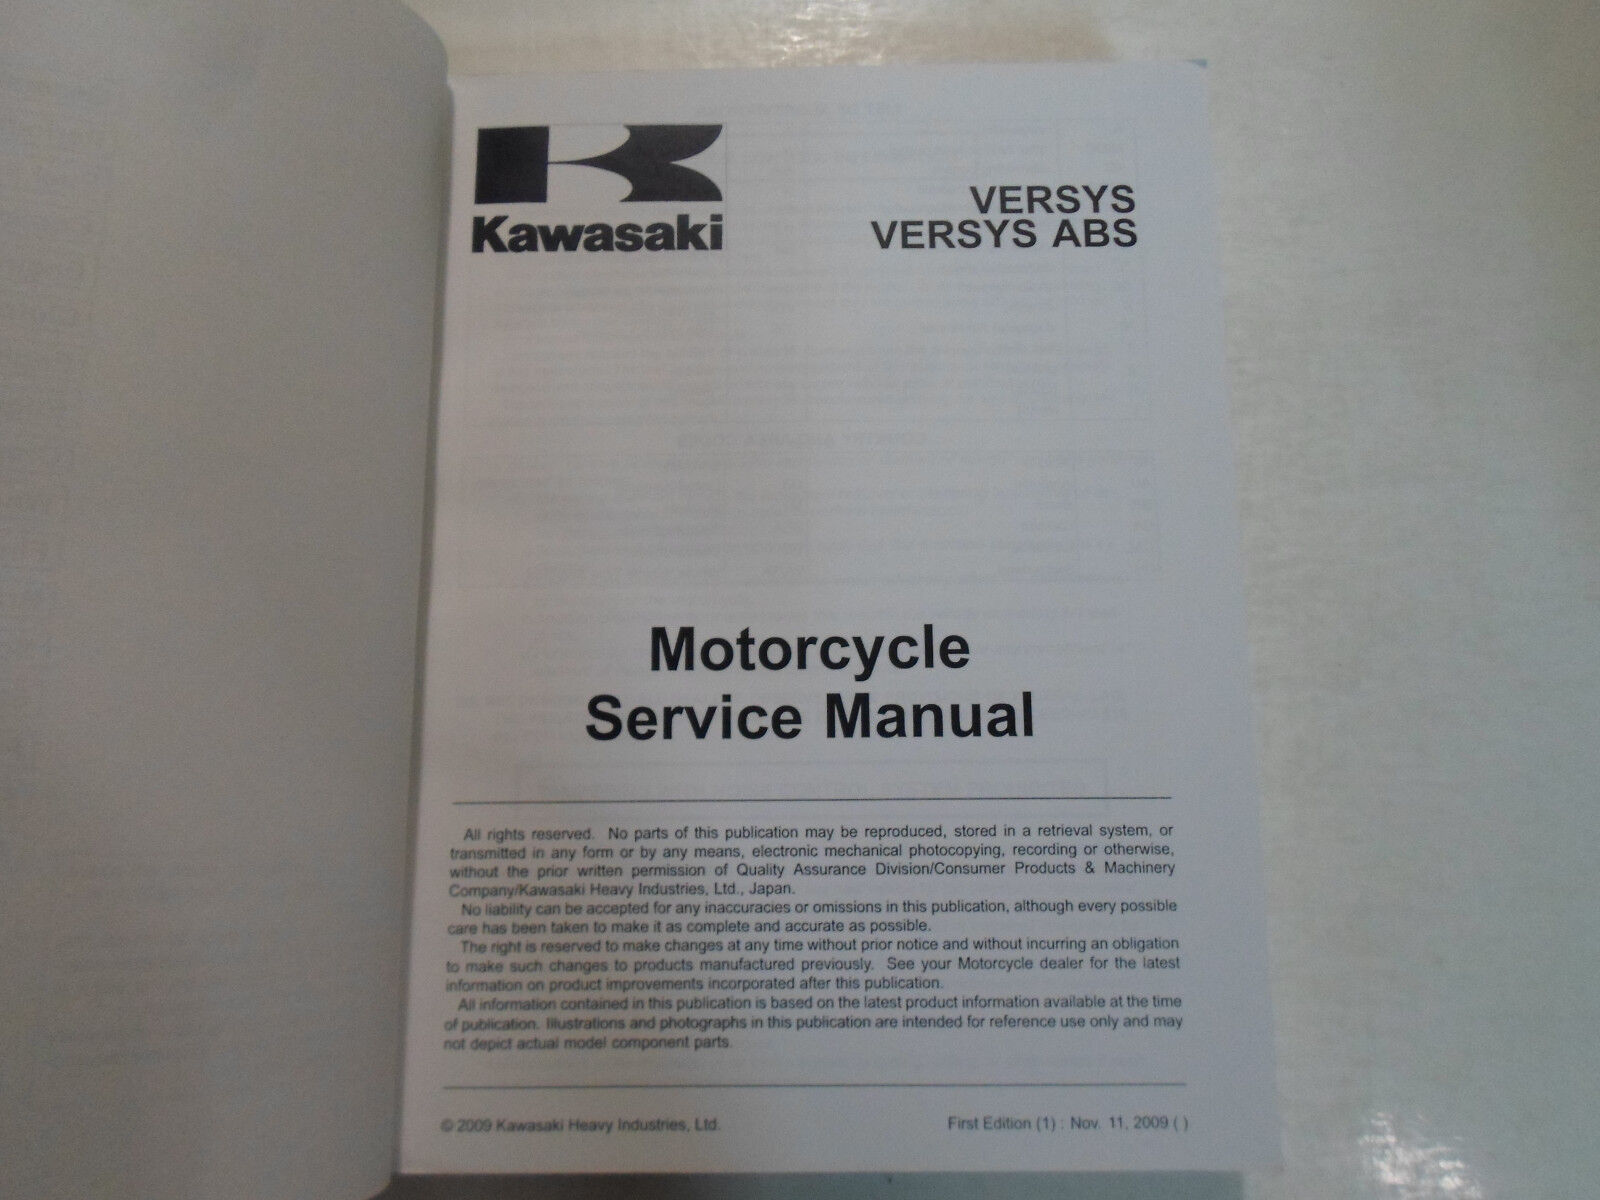 Kawasaki
VERSYS
VERSYS ABS
Motorcycle
Service Manual
All rights reserved. No parts of this publication may be reproduced, stored in a retrieval system, or
transmitted in any form or by any means, electronic mechanical photocopying, recording or otherwise,
without the prior written permission of Quality Assurance Division/Consumer Products & Machinery
Company/Kawasaki Heavy Industries, Ltd., Japan.
No liability can be accepted for any inaccuracies or omissions in this publication, although every possible
care has been taken to make it as complete and accurate as possible.
The right is reserved to make changes at any time without prior notice and without incurring an obligation
to make such changes to products manufactured previously. See your Motorcycle dealer for the latest
information on product improvements incorporated after this publication.
All information contained in this publication is based on the latest product information available at the time
of publication. Illustrations and photographs in this publication are intended for reference use only and may
not depict actual model component parts.
© 2009 Kawasaki Heavy Industries, Ltd.
First Edition (1) : Nov. 11, 2009 ( )